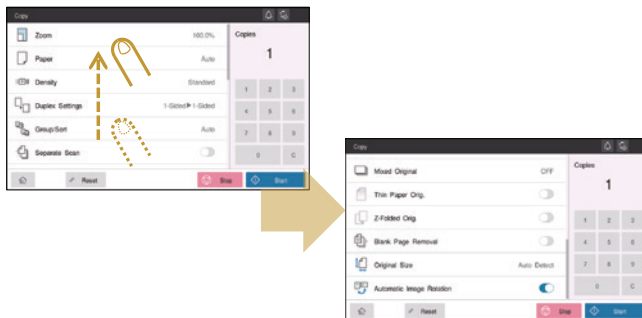 Copy
Zoom 100.0%
Copies
1
Paper Auto
Density Standard
Duplex Settings 1-Sided▶1-Sided
Group/Sort Auto
Separate Scan
1 2 3
4 5 6
7 8 9
0 C
Reset
Stop
Start
Copy
Mixed Original OFF
Copies
1
Thin Paper Orig.
Z-Folded Orig.
Blank Page Removal
Original Size Auto Detect
Automatic Image Rotation
1 2 3
4 5 6
7 8 9
0 C
Reset
Stop
Start